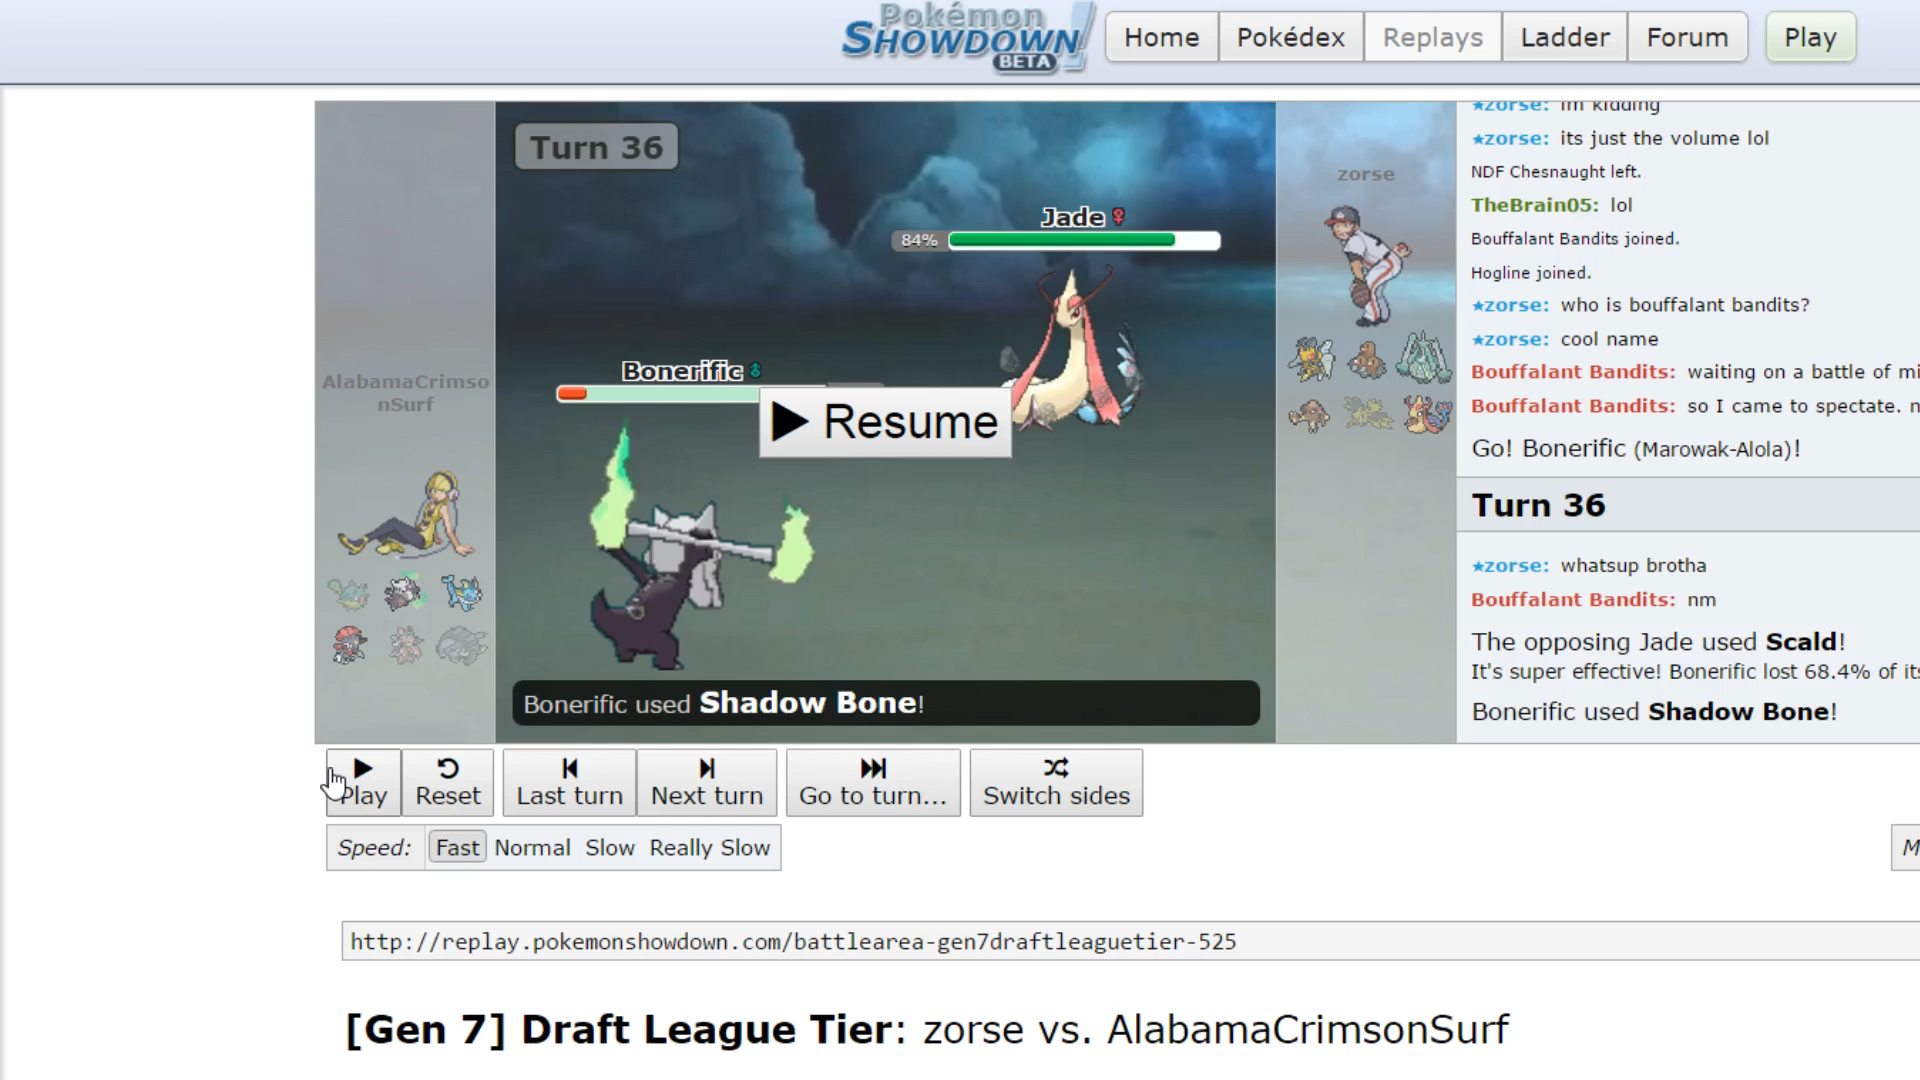 Pokémon
SHOWDOWN!
BETA
Home
Pokédex
Replays
Ladder
Forum
Play
Turn 36
Jade ♀
84%
Bonerific ♂
▶ Resume
Bonerific used Shadow Bone!
AlabamaCrimso
nSurf
zorse
★zorse: im kidding
★zorse: its just the volume lol
NDF Chesnaught left.
TheBrain05: lol
Bouffalant Bandits joined.
Hogline joined.
★zorse: who is bouffalant bandits?
★zorse: cool name
Bouffalant Bandits: waiting on a battle of mi
Bouffalant Bandits: so I came to spectate.
Go! Bonerific (Marowak-Alola)!
Turn 36
★zorse: whatsup brotha
Bouffalant Bandits: nm
The opposing Jade used Scald!
It's super effective! Bonerific lost 68.4% of its
Bonerific used Shadow Bone!
Play
Reset
Last turn
Next turn
Go to turn...
Switch sides
Speed: Fast Normal Slow Really Slow
M
http://replay.pokemonshowdown.com/battlearea-gen7draftleaguetier-525
[Gen 7] Draft League Tier: zorse vs. AlabamaCrimsonSurf